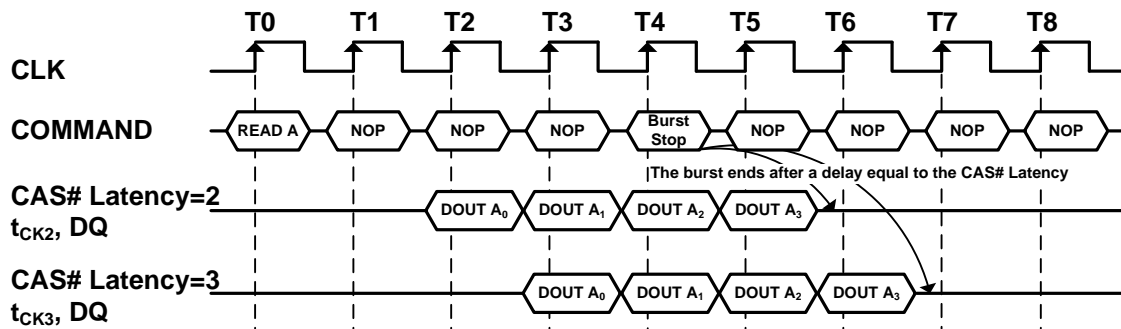 T0 T1 T2 T3 T4 T5 T6 T7 T8
CLK
COMMAND READ A NOP NOP NOP Burst Stop NOP NOP NOP NOP
The burst ends after a delay equal to the CAS# Latency
CAS# Latency=2
tCK2, DQ DOUT A0 DOUT A1 DOUT A2 DOUT A3
CAS# Latency=3
tCK3, DQ DOUT A0 DOUT A1 DOUT A2 DOUT A3